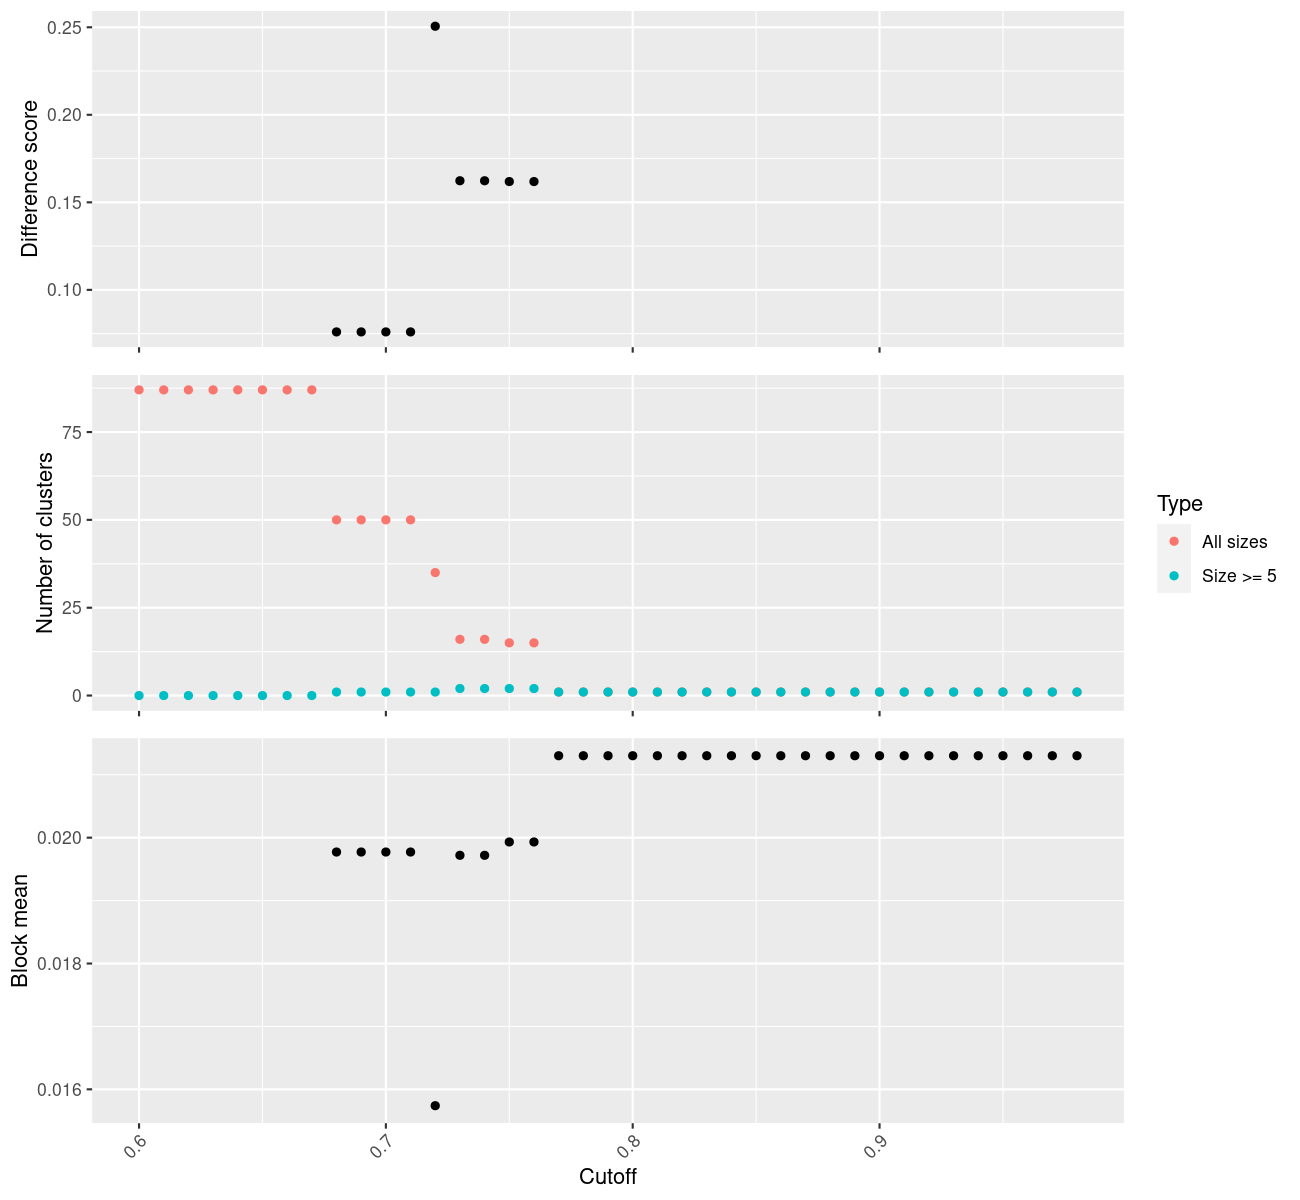 Difference score
0.25
0.20
0.15
0.10
Number of clusters
75
50
25
0
Type
All sizes
Size >= 5
Block mean
0.020
0.018
0.016
0.6
0.7
0.8
0.9
Cutoff